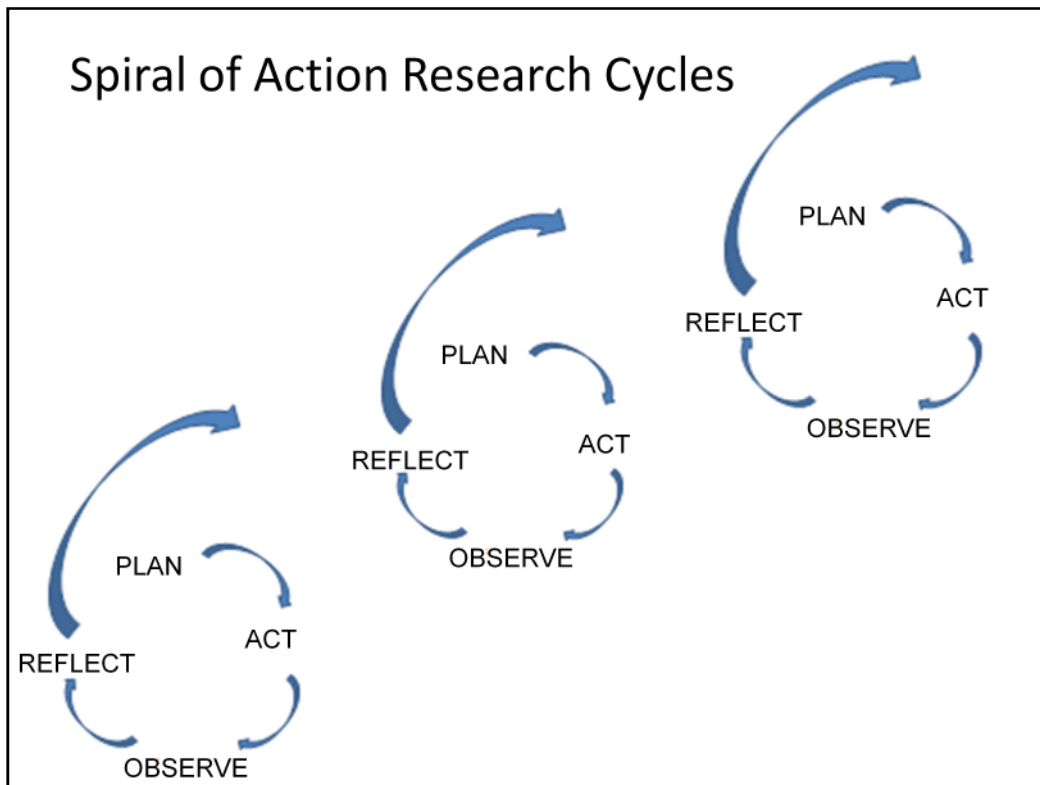 Spiral of Action Research Cycles
PLAN
ACT
REFLECT
OBSERVE
PLAN
ACT
REFLECT
OBSERVE
PLAN
ACT
REFLECT
OBSERVE